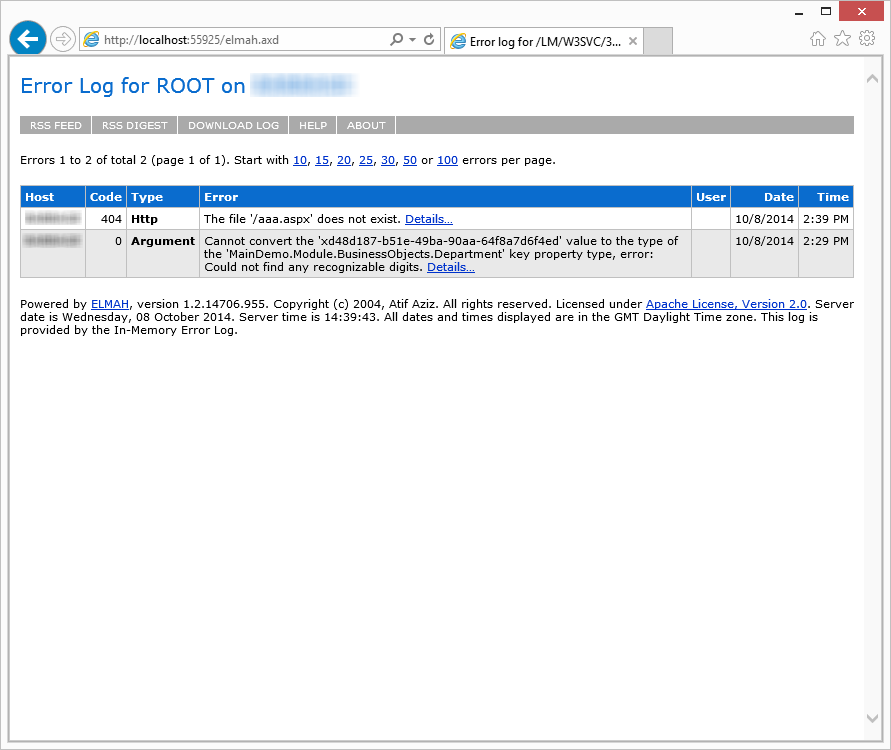 http://localhost:55925/elmah.axd
Error log for /LM/W3SVC/3...
Error Log for ROOT on
RSS FEED RSS DIGEST DOWNLOAD LOG HELP ABOUT
Errors 1 to 2 of total 2 (page 1 of 1). Start with 10, 15, 20, 25, 30, 50 or 100 errors per page.
Host Code Type Error User Date Time
404 Http The file '/aaa.aspx' does not exist. Details... 10/8/2014 2:39 PM
0 Argument Cannot convert the 'xd48d187-b51e-49ba-90aa-64f8a7d6f4ed' value to the type of 10/8/2014 2:29 PM
the 'MainDemo.Module.BusinessObjects.Department' key property type, error:
Could not find any recognizable digits. Details...
Powered by ELMAH, version 1.2.14706.955. Copyright (c) 2004, Atif Aziz. All rights reserved. Licensed under Apache License, Version 2.0. Server
date is Wednesday, 08 October 2014. Server time is 14:39:43. All dates and times displayed are in the GMT Daylight Time zone. This log is
provided by the In-Memory Error Log.